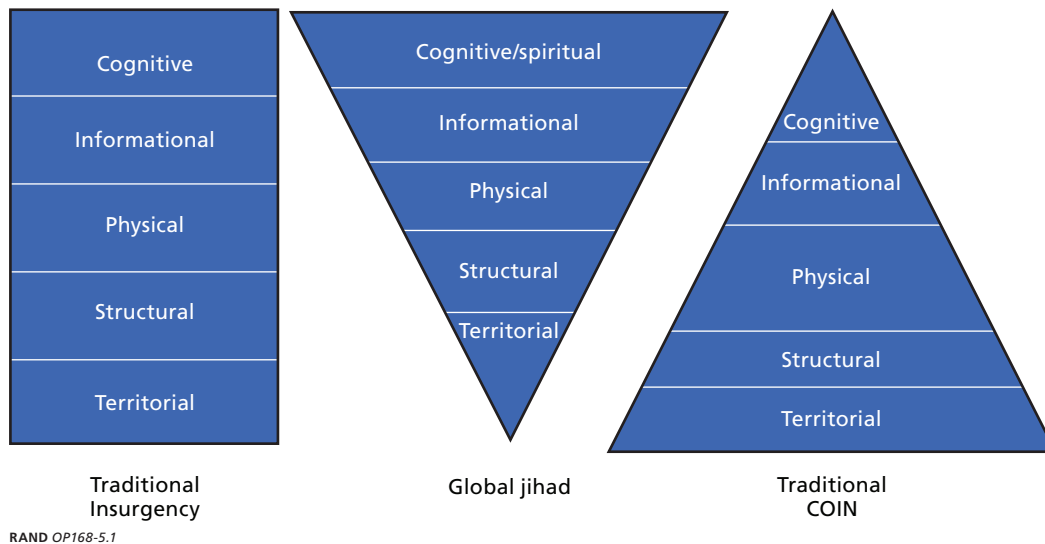 Cognitive
Informational
Physical
Structural
Territorial
Traditional
Insurgency
Cognitive/spiritual
Informational
Physical
Structural
Territorial
Global jihad
Cognitive
Informational
Physical
Structural
Territorial
Traditional
COIN
RAND OP168-5.1